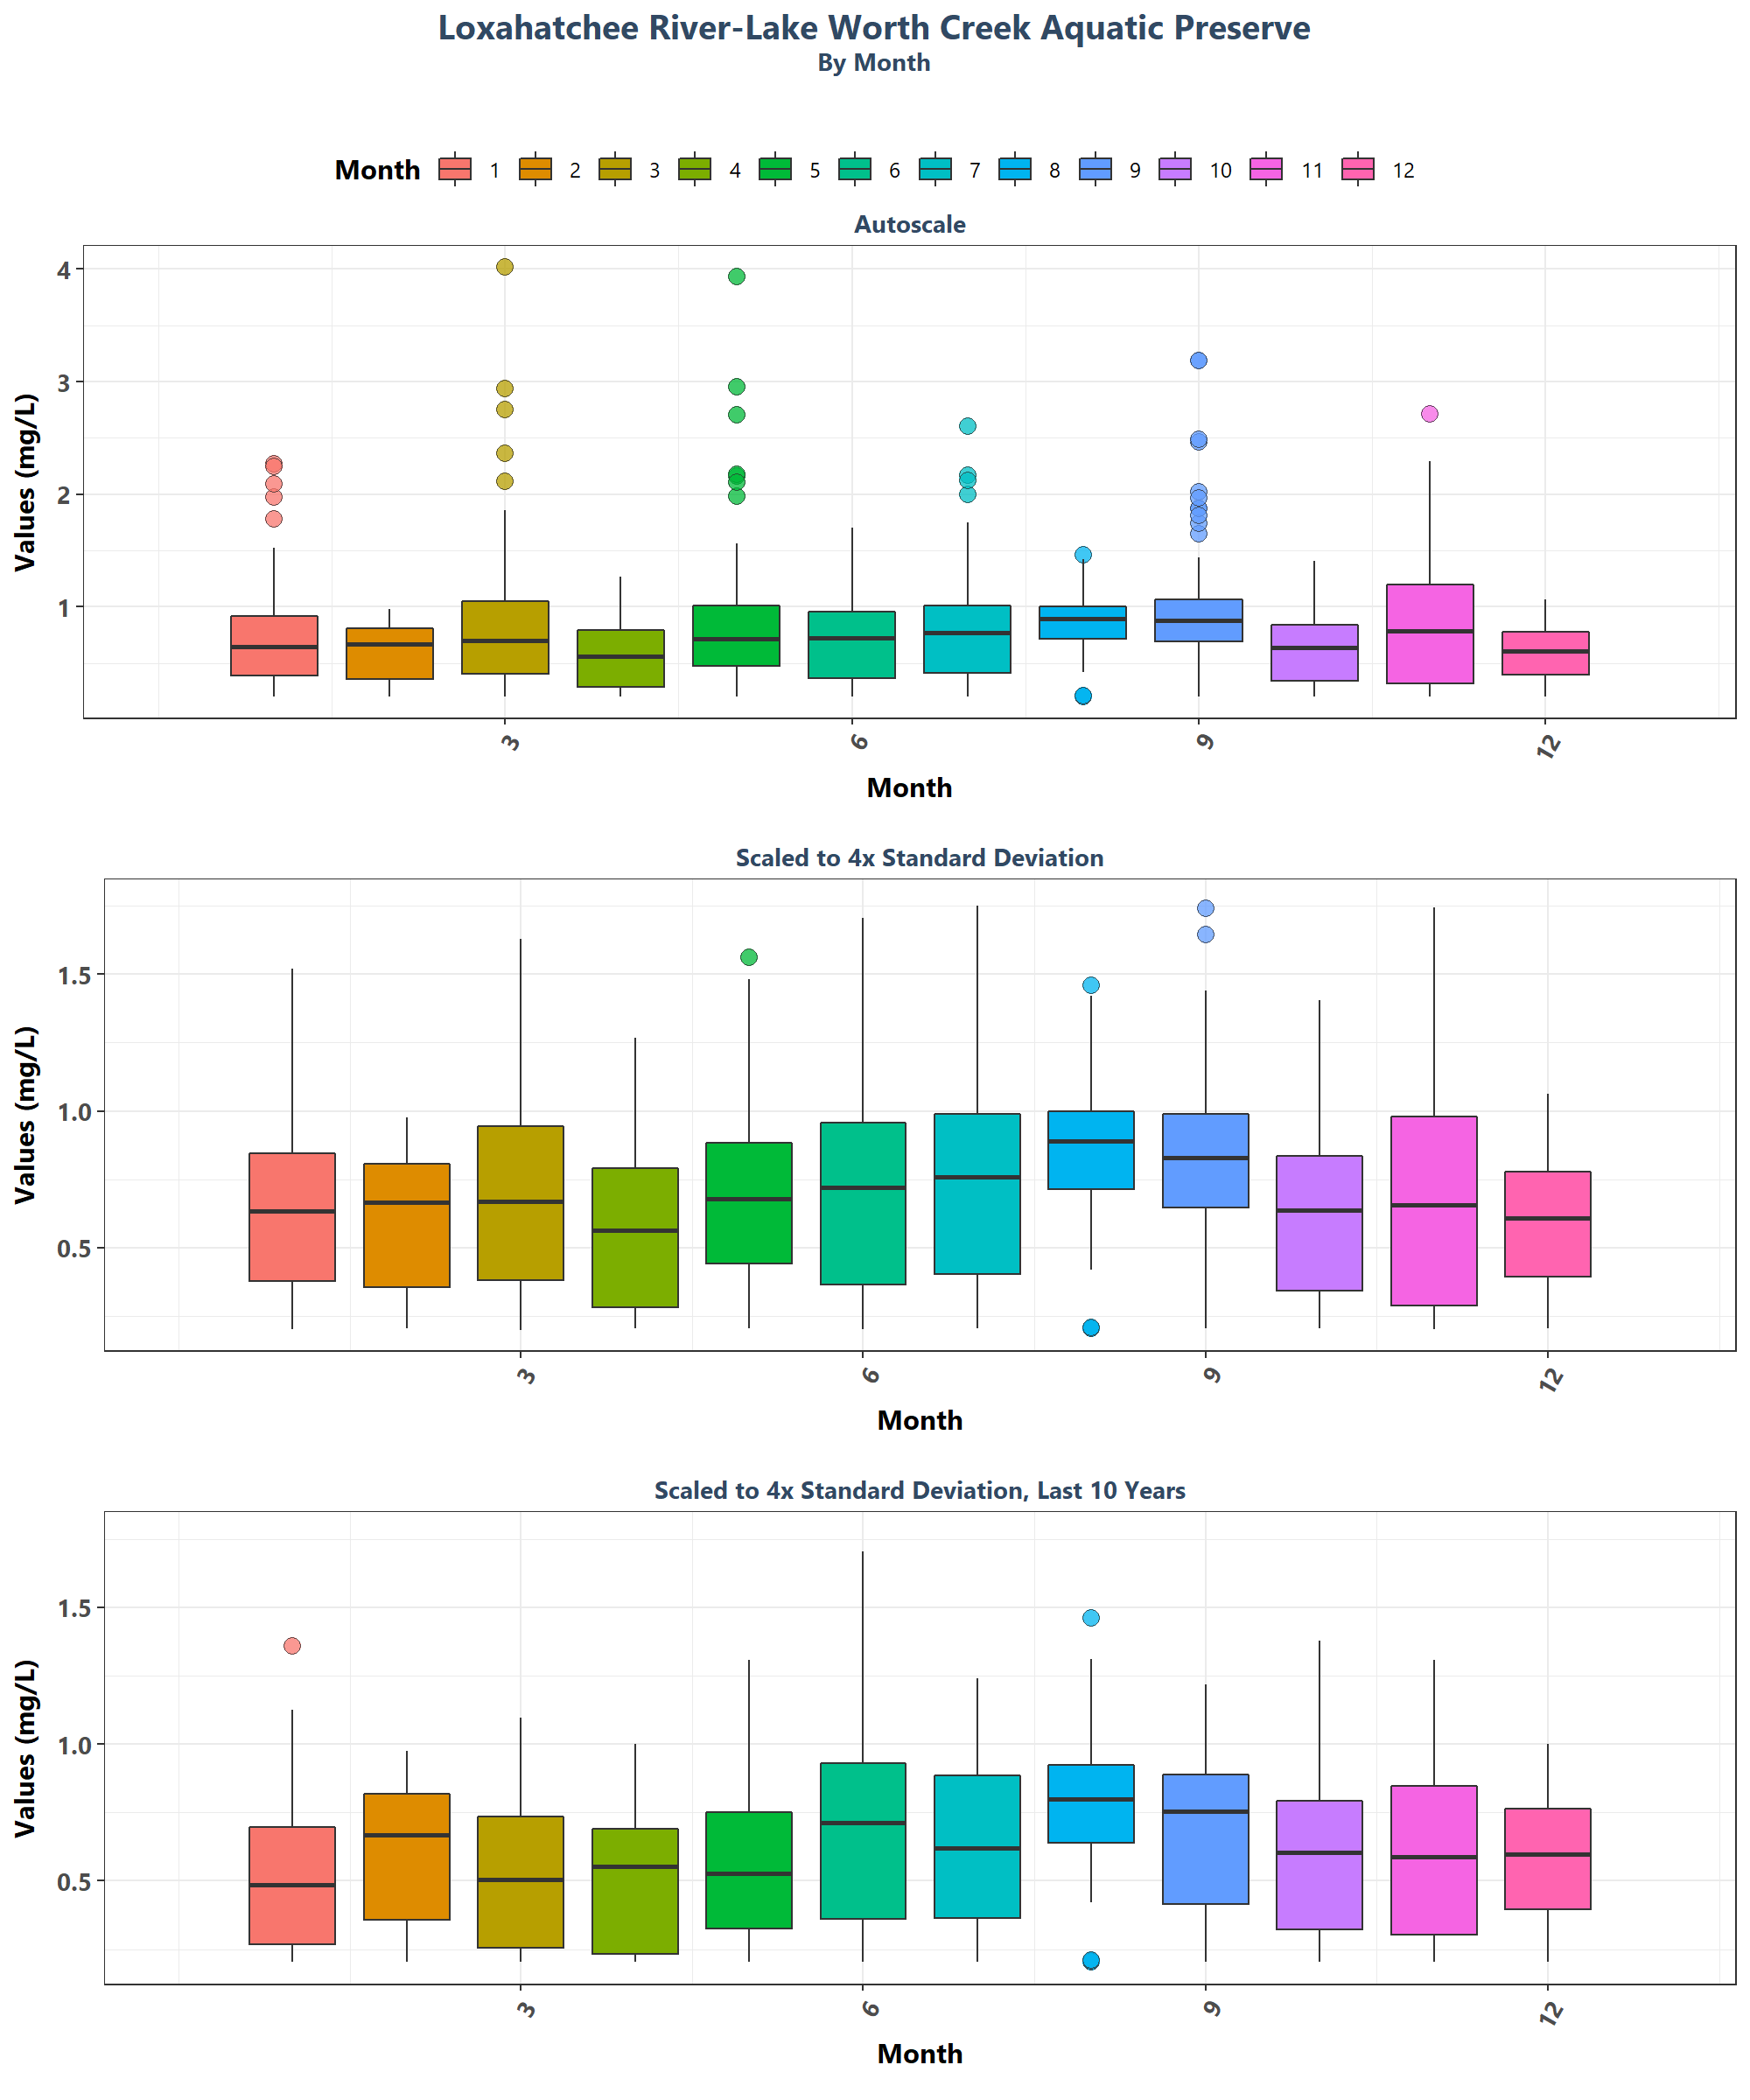 Loxahatchee River-Lake Worth Creek Aquatic Preserve
By Month
Month 1 2 3 4 5 6 7 8 9 10 11 12
Autoscale
Values (mg/L)
4
3
2
1
3 6 9 12
Month
Scaled to 4x Standard Deviation
Values (mg/L)
1.5
1.0
0.5
3 6 9 12
Month
Scaled to 4x Standard Deviation, Last 10 Years
Values (mg/L)
1.5
1.0
0.5
3 6 9 12
Month